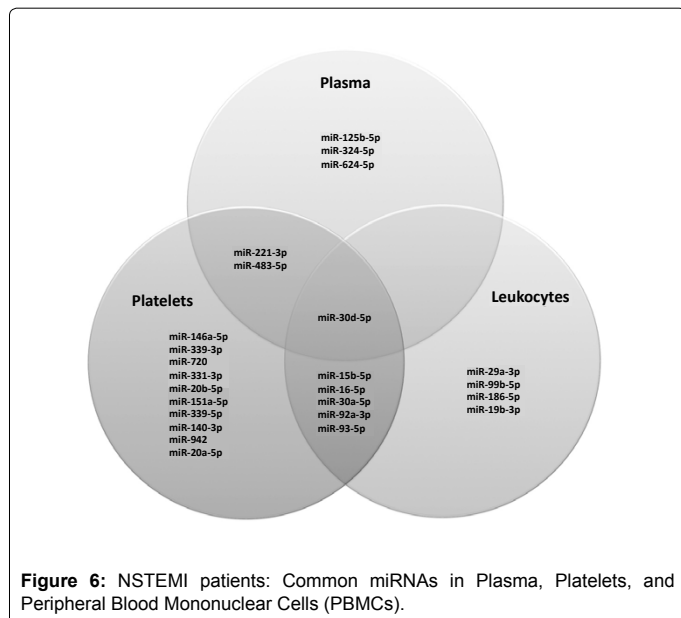 Plasma
miR-125b-5p
miR-324-5p
miR-624-5p
miR-221-3p
miR-483-5p
Platelets
Leukocytes
miR-30d-5p
miR-146a-5p
miR-339-3p
miR-720
miR-331-3p
miR-20b-5p
miR-151a-5p
miR-339-5p
miR-140-3p
miR-942
miR-20a-5p
miR-15b-5p
miR-16-5p
miR-30a-5p
miR-92a-3p
miR-93-5p
miR-29a-3p
miR-99b-5p
miR-186-5p
miR-19b-3p
Figure 6: NSTEMI patients: Common miRNAs in Plasma, Platelets, and
Peripheral Blood Mononuclear Cells (PBMCs).